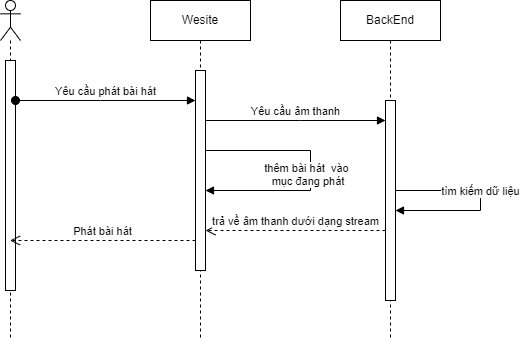 Wesite
BackEnd
Yêu cầu phát bài hát
Yêu cầu âm thanh
thêm bài hát vào
mục đang phát
tìm kiếm dữ liệu
trả về âm thanh dưới dạng stream
Phát bài hát